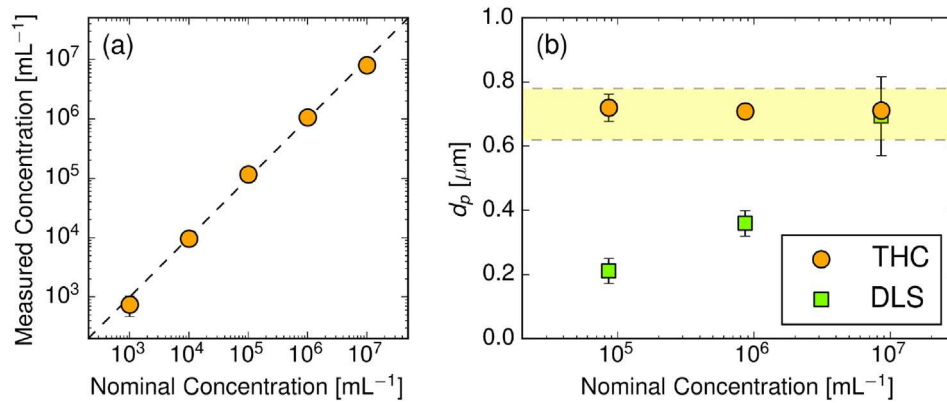 (a)
Measured Concentration [mL⁻¹]
10⁷
10⁶
10⁵
10⁴
10³
10³ 10⁴ 10⁵ 10⁶ 10⁷
Nominal Concentration [mL⁻¹]
(b)
dₚ [μm]
1.0
0.8
0.6
0.4
0.2
0.0
THC
DLS
10⁵ 10⁶ 10⁷
Nominal Concentration [mL⁻¹]